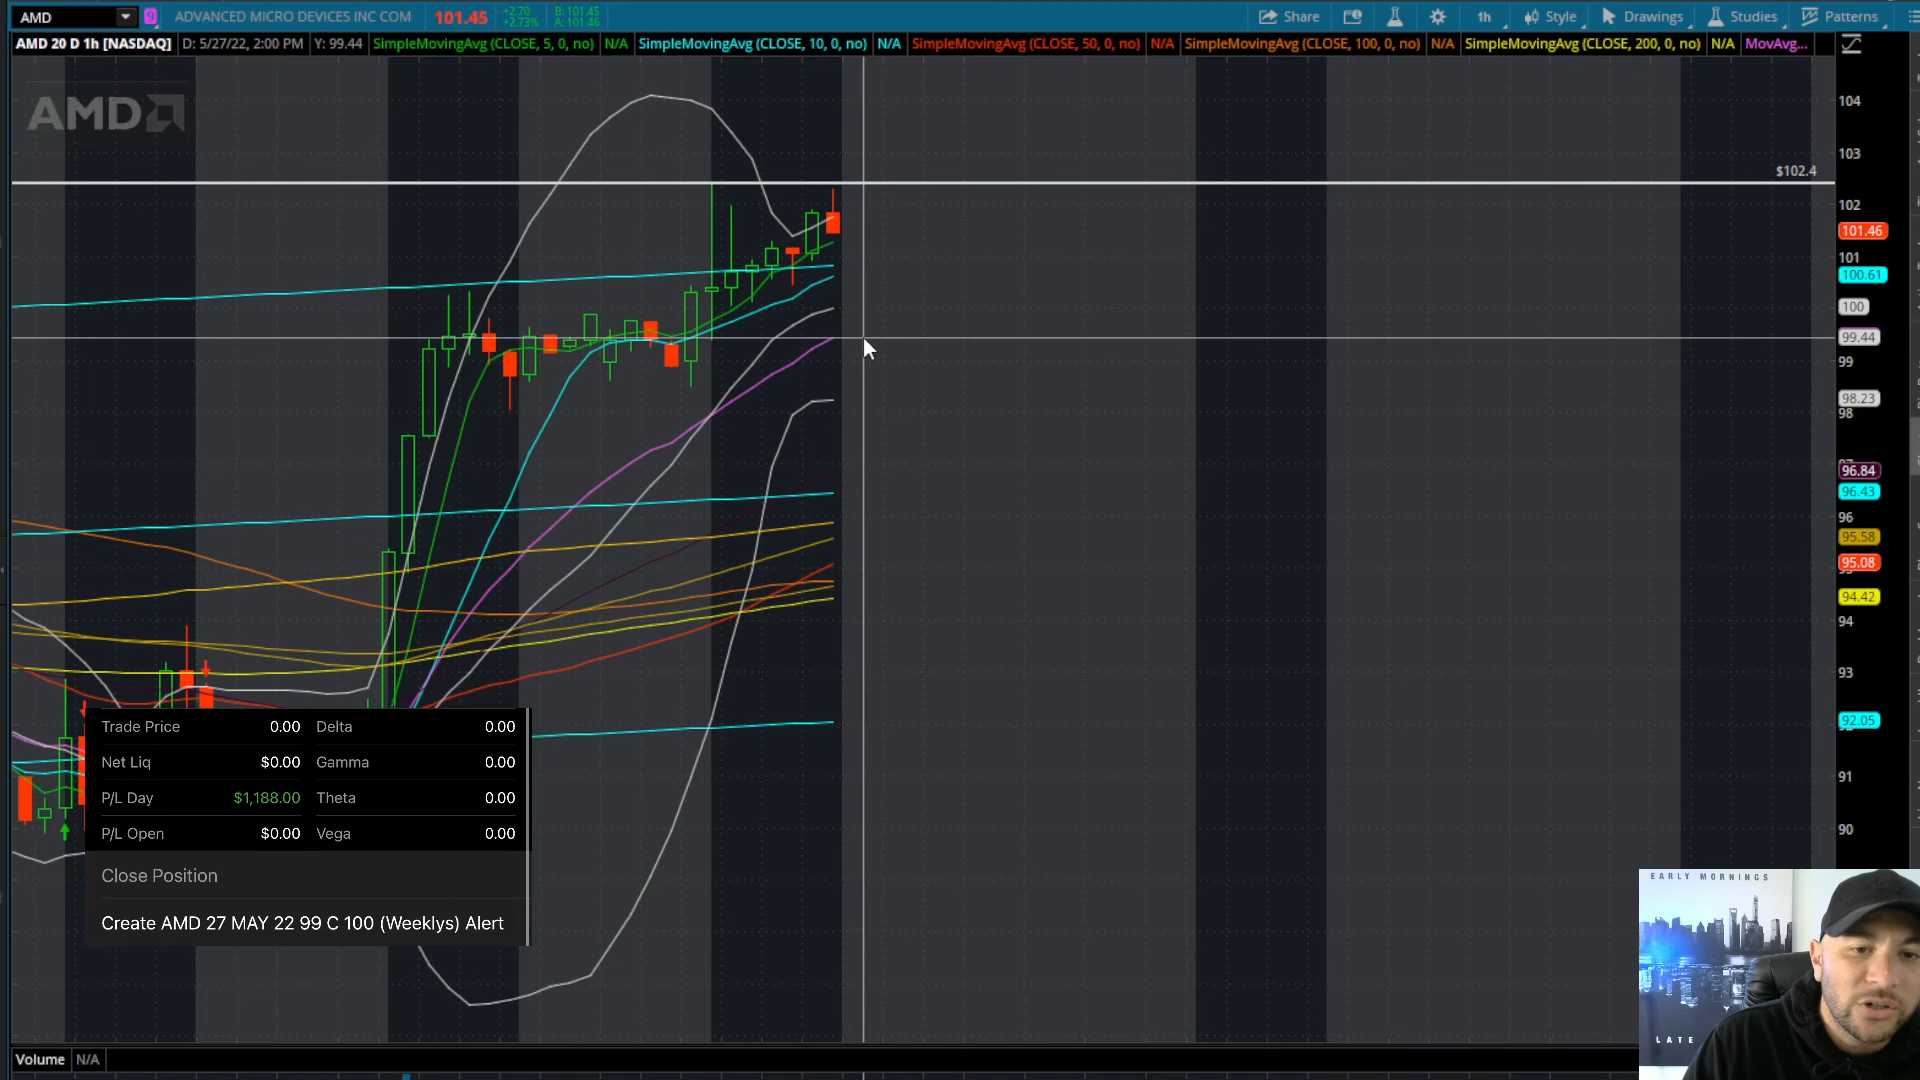 AMD
9
ADVANCED MICRO DEVICES INC COM
101.45
+2.70
+2.73%
B: 101.45
A: 101.46
Share
1h
Style
Drawings
Studies
Patterns
AMD 20 D 1h [NASDAQ]
D: 5/27/22, 2:00 PM
Y: 99.44
SimpleMovingAvg (CLOSE, 5, 0, no)
N/A
SimpleMovingAvg (CLOSE, 10, 0, no)
N/A
SimpleMovingAvg (CLOSE, 50, 0, no)
N/A
SimpleMovingAvg (CLOSE, 100, 0, no)
N/A
SimpleMovingAvg (CLOSE, 200, 0, no)
N/A
MovAvg...
AMD
104
103
$102.4
102
101.46
101
100.61
100
99.44
99
98.23
98
96.84
96.43
96
95.58
95.08
94.42
94
93
92.05
91
90
Trade Price 0.00 Delta 0.00
Net Liq $0.00 Gamma 0.00
P/L Day $1,188.00 Theta 0.00
P/L Open $0.00 Vega 0.00
Close Position
Create AMD 27 MAY 22 99 C 100 (Weeklys) Alert
EARLY MORNINGS
LATE
Volume N/A